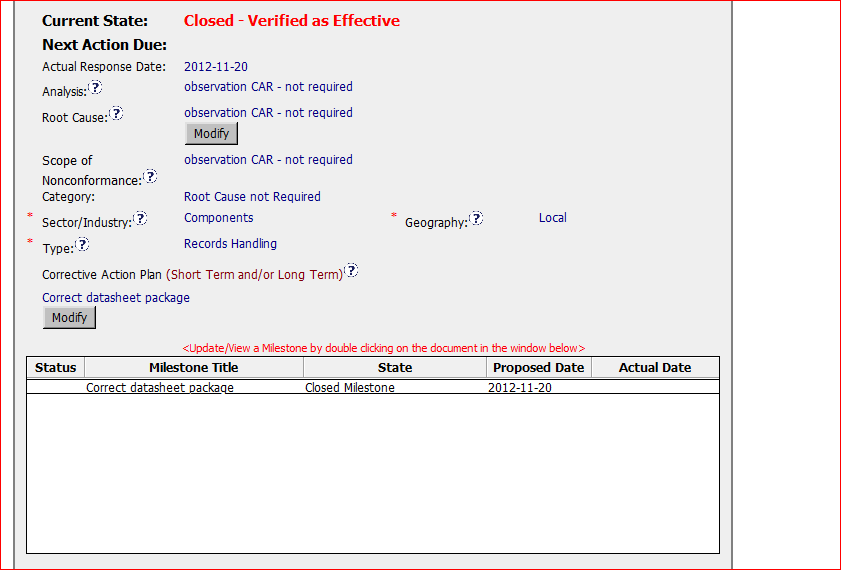 Current State: Closed - Verified as Effective
Next Action Due:
Actual Response Date: 2012-11-20
Analysis:? observation CAR - not required
Root Cause:? observation CAR - not required
Modify
Scope of observation CAR - not required
Nonconformance:?
Category: Root Cause not Required
* Sector/Industry:? Components * Geography:? Local
* Type:? Records Handling
Corrective Action Plan (Short Term and/or Long Term)?
Correct datasheet package
Modify
<Update/View a Milestone by double clicking on the document in the window below>
Status Milestone Title State Proposed Date Actual Date
Correct datasheet package Closed Milestone 2012-11-20